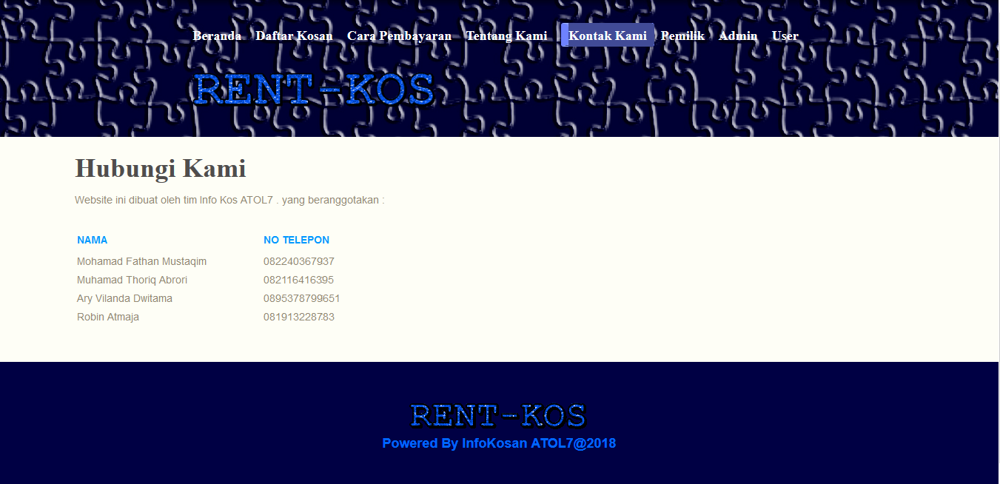 Beranda Daftar Kosan Cara Pembayaran Tentang Kami Kontak Kami Pemilik Admin User
RENT-KOS
Hubungi Kami
Website ini dibuat oleh tim Info Kos ATOL7 . yang beranggotakan :
NAMA NO TELEPON
Mohamad Fathan Mustaqim 082240367937
Muhamad Thoriq Abrori 082116416395
Ary Vilanda Dwitama 0895378799651
Robin Atmaja 081913228783
RENT-KOS
Powered By InfoKosan ATOL7@2018